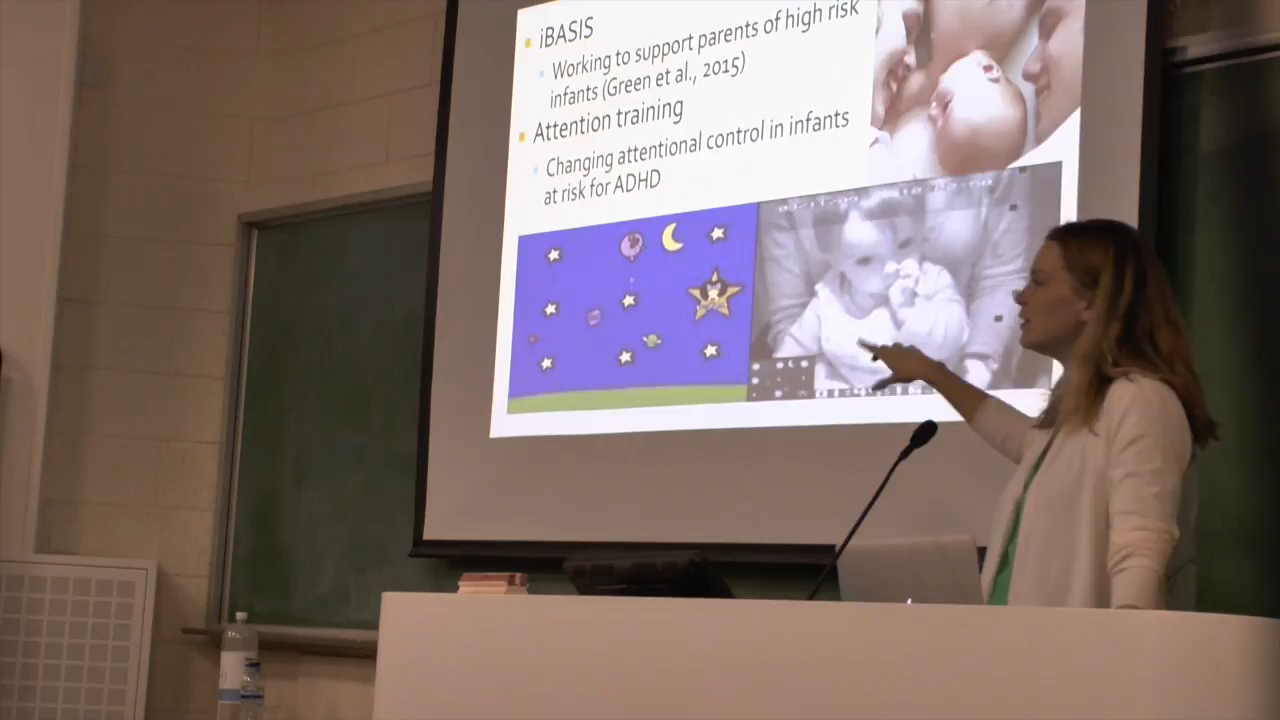 iBASIS
Working to support parents of high risk
infants (Green et al., 2015)
Attention training
Changing attentional control in infants
at risk for ADHD